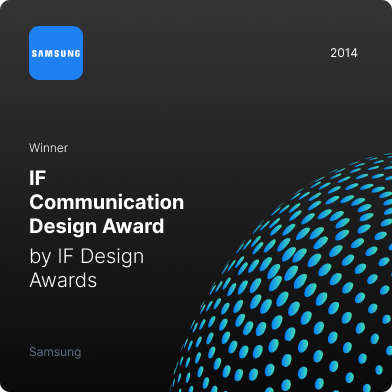 SAMSUNG
2014
Winner
IF
Communication
Design Award
by IF Design
Awards
Samsung